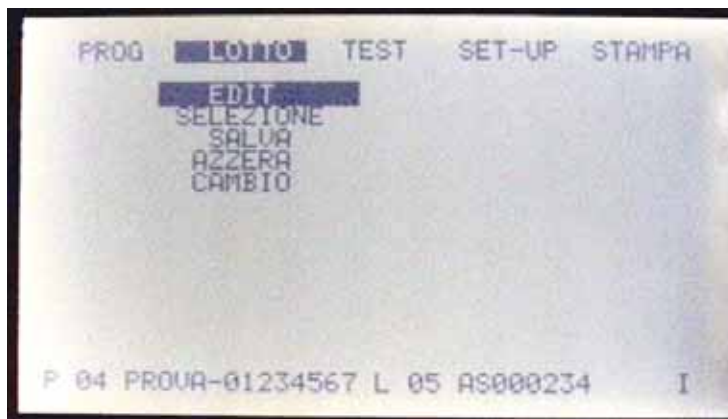 PROG LOTTO TEST SET-UP STAMPA
EDIT
SELEZIONE
SALVA
AZZERA
CAMBIO
P 04 PROVA-01234567 L 05 AS000234 I